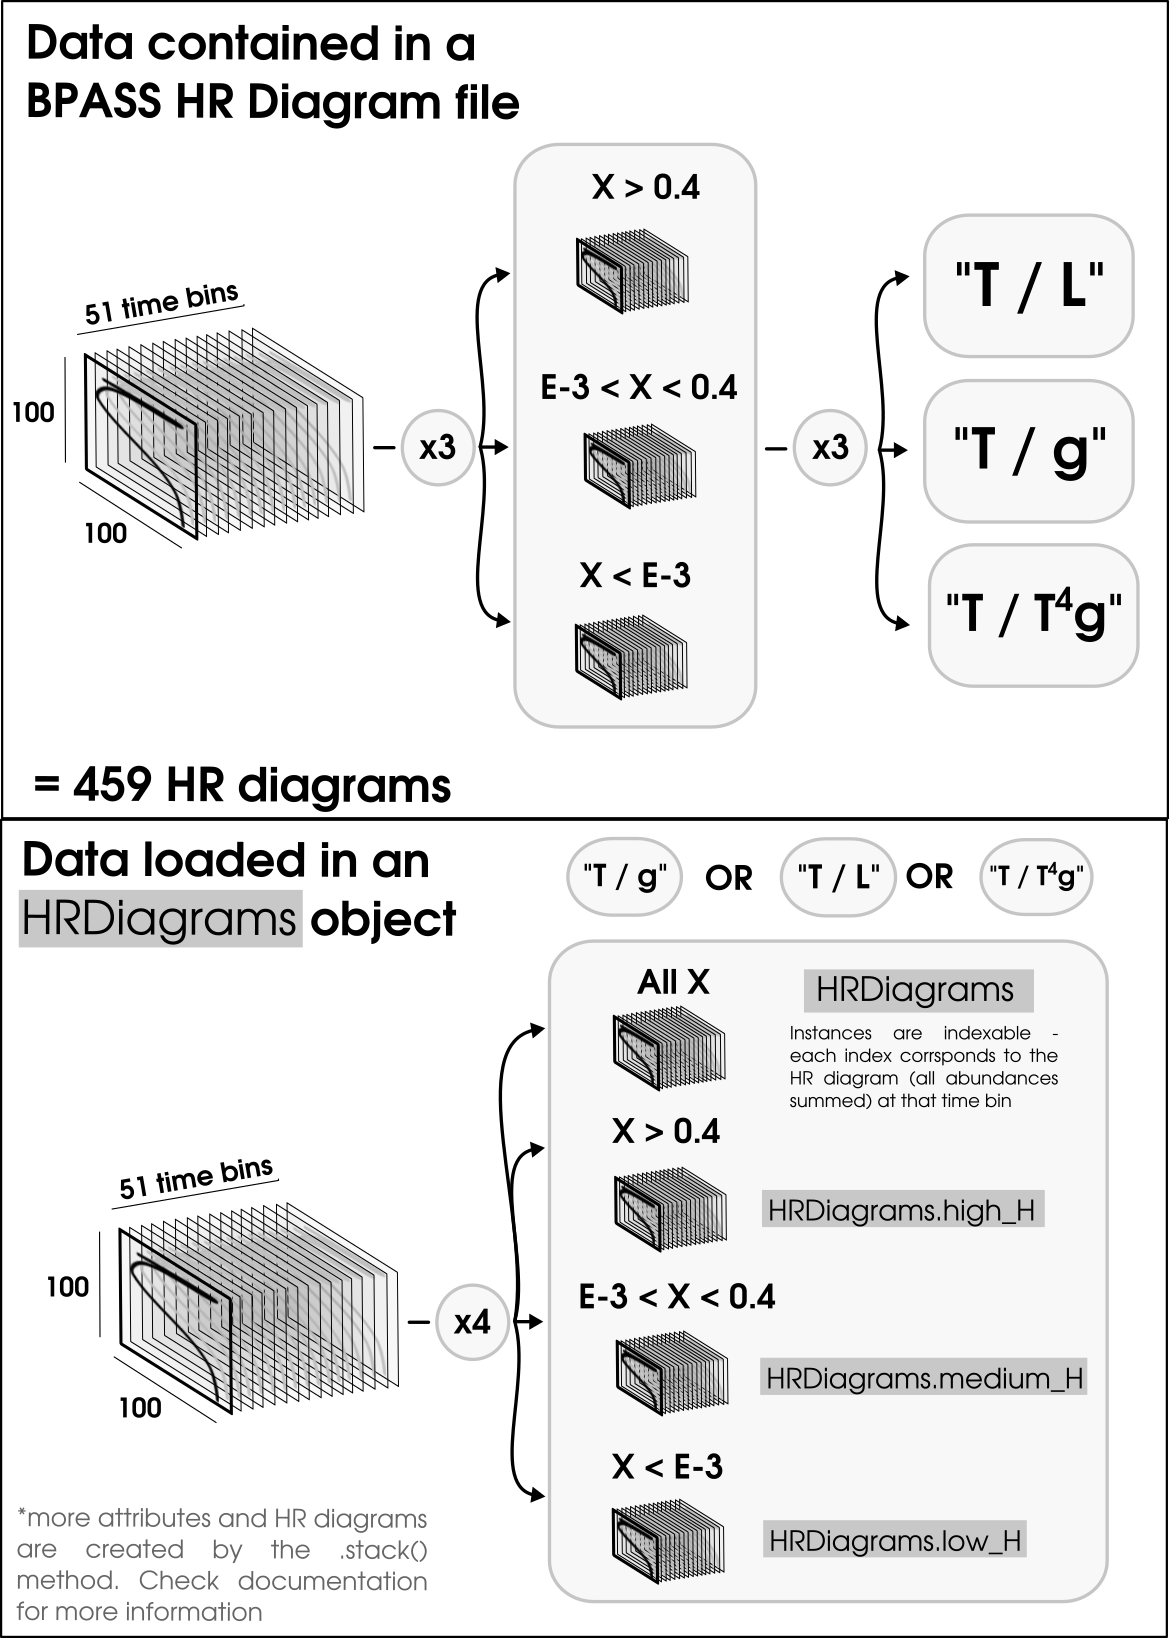 Data contained in a
BPASS HR Diagram file
51 time bins
100
100
x3
X > 0.4
E-3 < X < 0.4
X < E-3
x3
"T / L"
"T / g"
"T / T⁴g"
= 459 HR diagrams
Data loaded in an
HRDiagrams object
"T / g" OR "T / L" OR "T / T⁴g"
51 time bins
100
100
x4
All X
HRDiagrams
Instances are indexable -
each index corrsponds to the
HR diagram (all abundances
summed) at that time bin
X > 0.4
HRDiagrams.high_H
E-3 < X < 0.4
HRDiagrams.medium_H
X < E-3
HRDiagrams.low_H
*more attributes and HR diagrams
are created by the .stack()
method. Check documentation
for more information